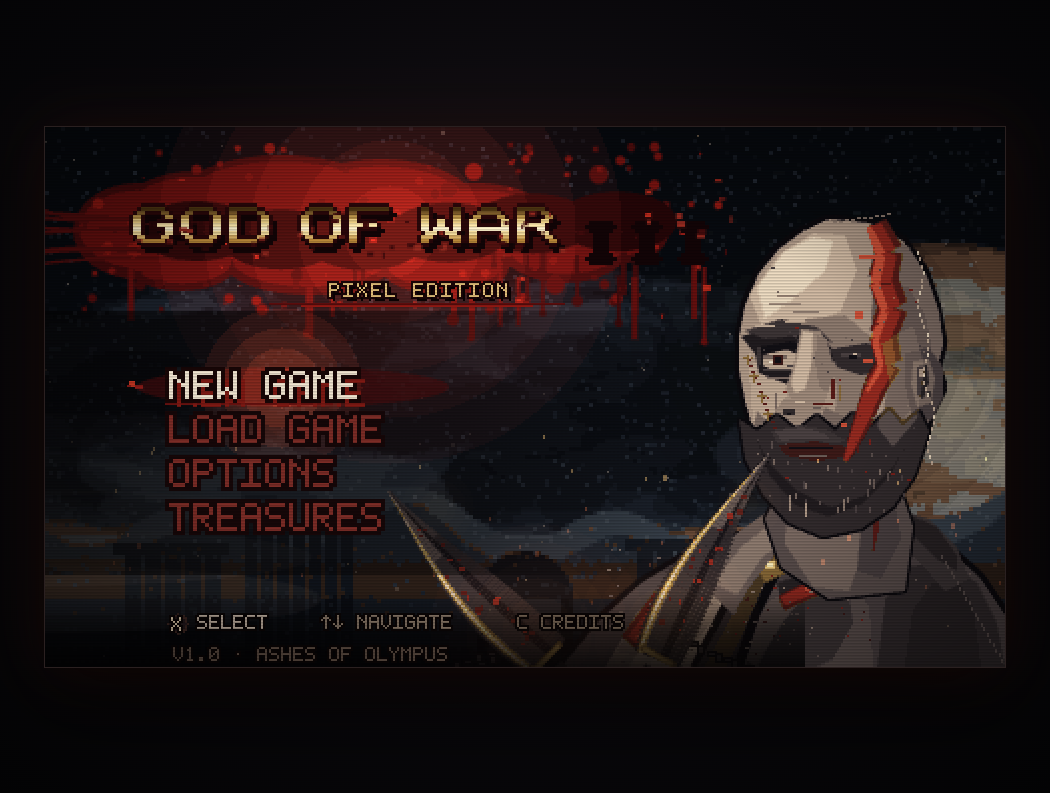 GOD OF WAR III
PIXEL EDITION
NEW GAME
LOAD GAME
OPTIONS
TREASURES
X SELECT ↑↓ NAVIGATE C CREDITS
V1.0 · ASHES OF OLYMPUS